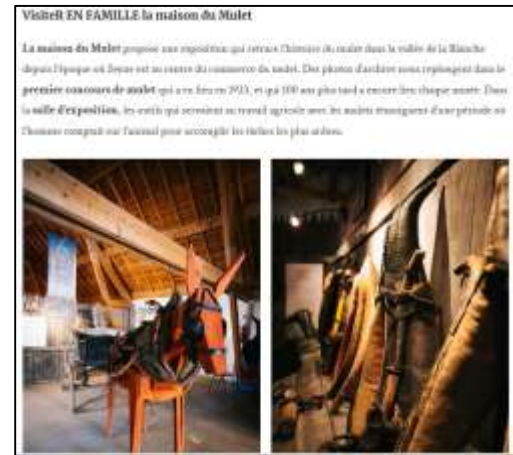 VisiteR EN FAMILLE la maison du Mulet
La maison du Mulet propose une exposition qui retrace l'histoire du mulet dans la vallée de la Blanche
depuis l'époque où Seyne est au centre du commerce du mulet. Des photos d'archive nous replongent dans le
premier concours de mulet qui a eu lieu en 1923, et qui 100 ans plus tard a encore lieu chaque année. Dans
la salle d'exposition, les outils qui servaient au travail agricole avec les mulets témoignent d'une période où
l'homme comptait sur l'animal pour accomplir les tâches les plus ardues.